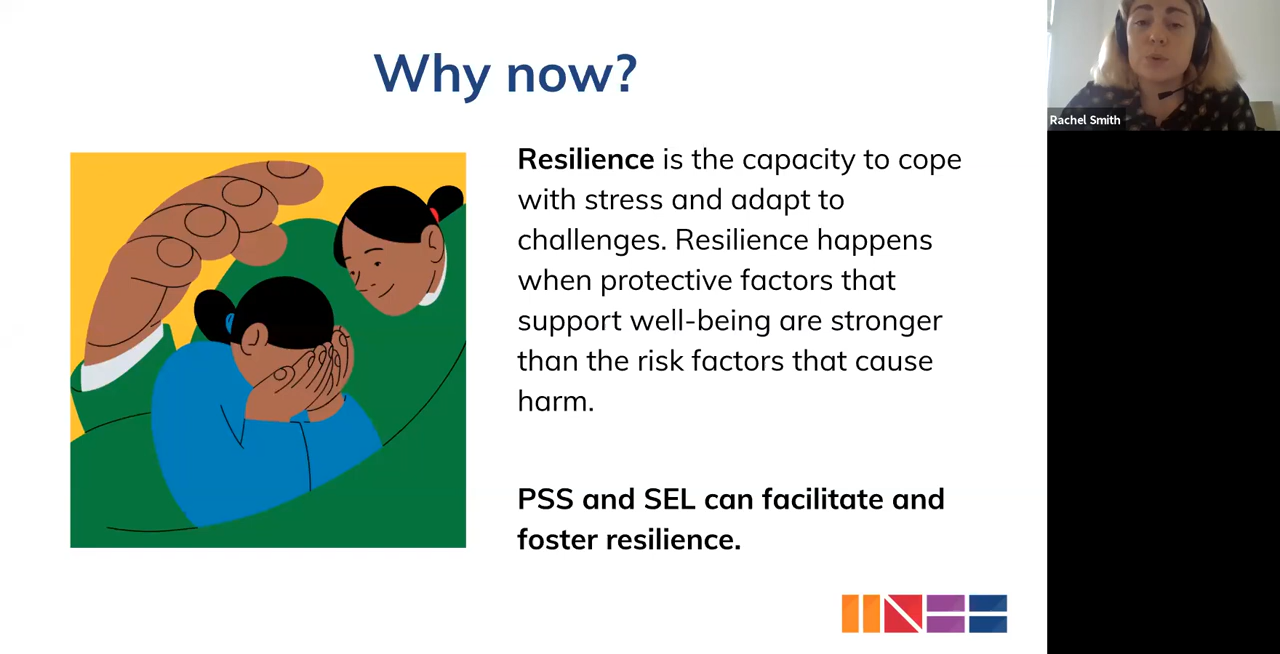 Why now?
Rachel Smith
Resilience is the capacity to cope
with stress and adapt to
challenges. Resilience happens
when protective factors that
support well-being are stronger
than the risk factors that cause
harm.
PSS and SEL can facilitate and
foster resilience.
INEE